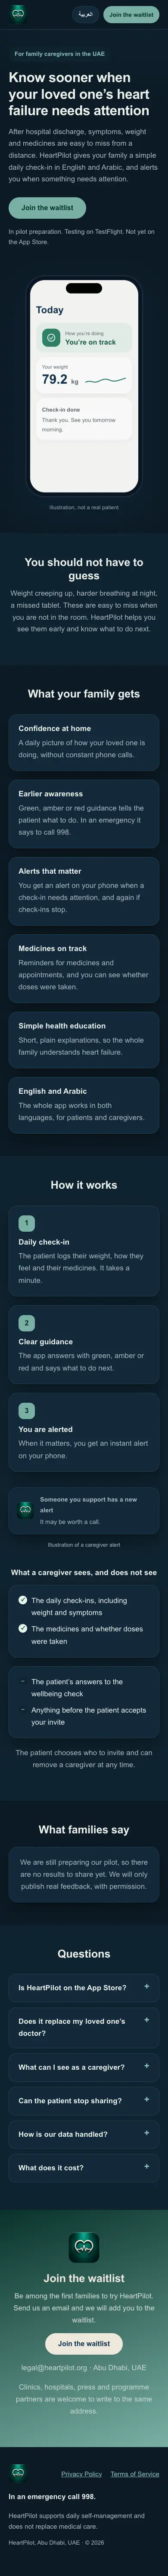 العربية
Join the waitlist
For family caregivers in the UAE
Know sooner when
your loved one's heart
failure needs attention
After hospital discharge, symptoms, weight
and medicines are easy to miss from a
distance. HeartPilot gives your family a simple
daily check-in in English and Arabic, and alerts
you when something needs attention.
Join the waitlist
In pilot preparation. Testing on TestFlight. Not yet on
the App Store.
Today
How you're doing
You're on track
Your weight
79.2 kg
Check-in done
Thank you. See you tomorrow
morning.
Illustration, not a real patient
You should not have to
guess
Weight creeping up, harder breathing at night,
a missed tablet. These are easy to miss when
you are not in the room. HeartPilot helps you
see them early and know what to do next.
What your family gets
Confidence at home
A daily picture of how your loved one is
doing, without constant phone calls.
Earlier awareness
Green, amber or red guidance tells the
patient what to do. In an emergency it
says to call 998.
Alerts that matter
You get an alert on your phone when a
check-in needs attention, and again if
check-ins stop.
Medicines on track
Reminders for medicines and
appointments, and you can see whether
doses were taken.
Simple health education
Short, plain explanations, so the whole
family understands heart failure.
English and Arabic
The whole app works in both
languages, for patients and caregivers.
How it works
1
Daily check-in
The patient logs their weight, how they
feel and their medicines. It takes a
minute.
2
Clear guidance
The app answers with green, amber or
red and says what to do next.
3
You are alerted
When it matters, you get an instant alert
on your phone.
Someone you support has a new
alert
It may be worth a call.
Illustration of a caregiver alert
What a caregiver sees, and does not see
The daily check-ins, including
weight and symptoms
The medicines and whether doses
were taken
– The patient's answers to the
wellbeing check
– Anything before the patient accepts
your invite
The patient chooses who to invite and can
remove a caregiver at any time.
What families say
We are still preparing our pilot, so there
are no results to share yet. We will only
publish real feedback, with permission.
Questions
Is HeartPilot on the App Store? +
Does it replace my loved one's
doctor? +
What can I see as a caregiver? +
Can the patient stop sharing? +
How is our data handled? +
What does it cost? +
Join the waitlist
Be among the first families to try HeartPilot.
Send us an email and we will add you to the
waitlist.
Join the waitlist
legal@heartpilot.org · Abu Dhabi, UAE
Clinics, hospitals, press and programme
partners are welcome to write to the same
address.
Privacy Policy Terms of Service
In an emergency call 998.
HeartPilot supports daily self-management and
does not replace medical care.
HeartPilot, Abu Dhabi, UAE · © 2026